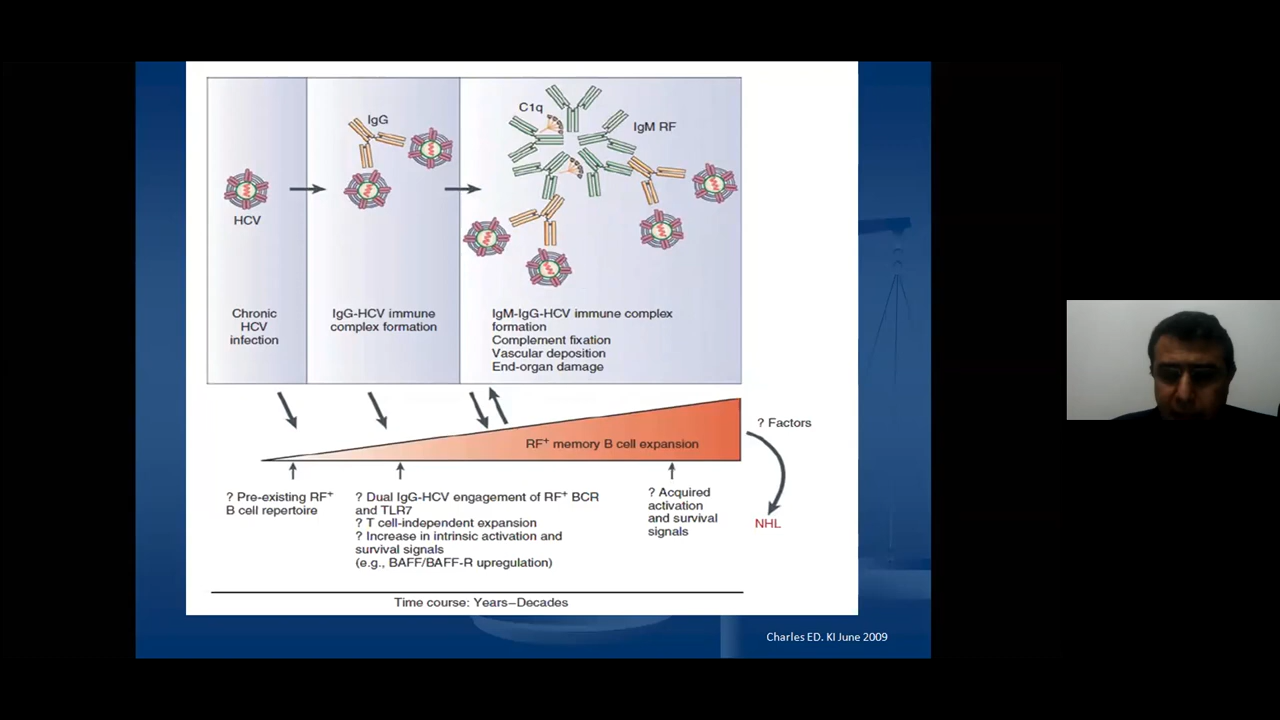 C1q
IgG
IgM RF
HCV
Chronic
HCV
infection
IgG-HCV immune
complex formation
IgM-IgG-HCV immune complex
formation
Complement fixation
Vascular deposition
End-organ damage
RF+ memory B cell expansion
? Factors
NHL
? Pre-existing RF+
B cell repertoire
? Dual IgG-HCV engagement of RF+ BCR
and TLR7
? T cell-independent expansion
? Increase in intrinsic activation and
survival signals
(e.g., BAFF/BAFF-R upregulation)
? Acquired
activation
and survival
signals
Time course: Years–Decades
Charles ED. KI June 2009